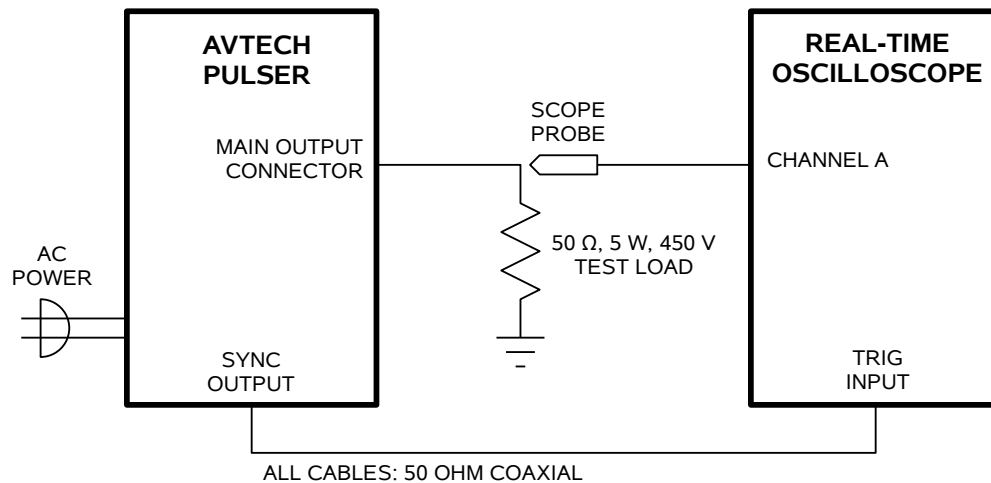 AVTECH
PULSER
REAL-TIME
OSCILLOSCOPE
SCOPE
PROBE
MAIN OUTPUT
CONNECTOR
CHANNEL A
50 Ω, 5 W, 450 V
TEST LOAD
AC
POWER
SYNC
OUTPUT
TRIG
INPUT
ALL CABLES: 50 OHM COAXIAL